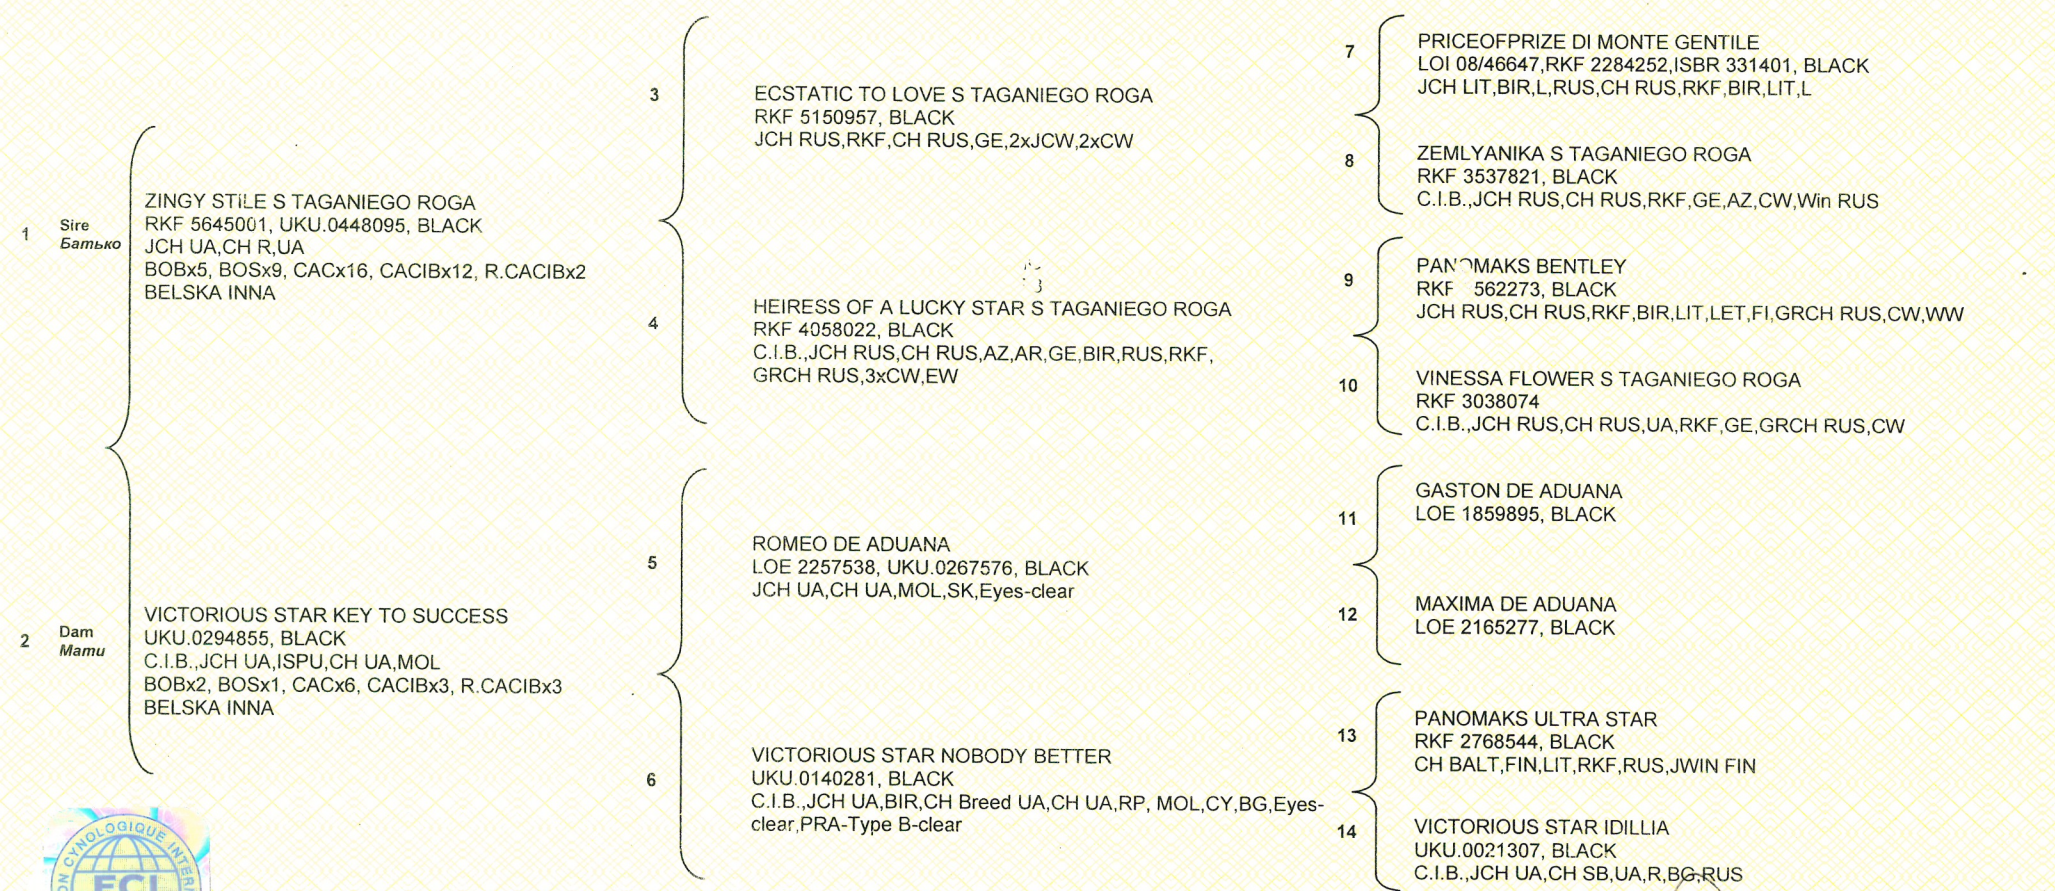 1
Sire
Батько
ZINGY STILE S TAGANIEGO ROGA
RKF 5645001, UKU.0448095, BLACK
JCH UA,CH R,UA
BOBx5, BOSx9, CACx16, CACIBx12, R.CACIBx2
BELSKA INNA
2
Dam
Мати
VICTORIOUS STAR KEY TO SUCCESS
UKU.0294855, BLACK
C.I.B.,JCH UA,ISPU,CH UA,MOL
BOBx2, BOSx1, CACx6, CACIBx3, R.CACIBx3
BELSKA INNA
3
ECSTATIC TO LOVE S TAGANIEGO ROGA
RKF 5150957, BLACK
JCH RUS,RKF,CH RUS,GE,2xJCW,2xCW
4
HEIRESS OF A LUCKY STAR S TAGANIEGO ROGA
RKF 4058022, BLACK
C.I.B.,JCH RUS,CH RUS,AZ,AR,GE,BIR,RUS,RKF,
GRCH RUS,3xCW,EW
5
ROMEO DE ADUANA
LOE 2257538, UKU.0267576, BLACK
JCH UA,CH UA,MOL,SK,Eyes-clear
6
VICTORIOUS STAR NOBODY BETTER
UKU.0140281, BLACK
C.I.B.,JCH UA,BIR,CH Breed UA,CH UA,RP, MOL,CY,BG,Eyes-
clear,PRA-Type B-clear
7
PRICEOFPRIZE DI MONTE GENTILE
LOI 08/46647,RKF 2284252,ISBR 331401, BLACK
JCH LIT,BIR,L,RUS,CH RUS,RKF,BIR,LIT,L
8
ZEMLYANIKA S TAGANIEGO ROGA
RKF 3537821, BLACK
C.I.B.,JCH RUS,CH RUS,RKF,GE,AZ,CW,Win RUS
9
PANOMAKS BENTLEY
RKF 562273, BLACK
JCH RUS,CH RUS,RKF,BIR,LIT,LET,FI,GRCH RUS,CW,WW
10
VINESSA FLOWER S TAGANIEGO ROGA
RKF 3038074
C.I.B.,JCH RUS,CH RUS,UA,RKF,GE,GRCH RUS,CW
11
GASTON DE ADUANA
LOE 1859895, BLACK
12
MAXIMA DE ADUANA
LOE 2165277, BLACK
13
PANOMAKS ULTRA STAR
RKF 2768544, BLACK
CH BALT,FIN,LIT,RKF,RUS,JWIN FIN
14
VICTORIOUS STAR IDILLIA
UKU.0021307, BLACK
C.I.B.,JCH UA,CH SB,UA,R,BG,RUS
CYNOLOGIQUE
FCI